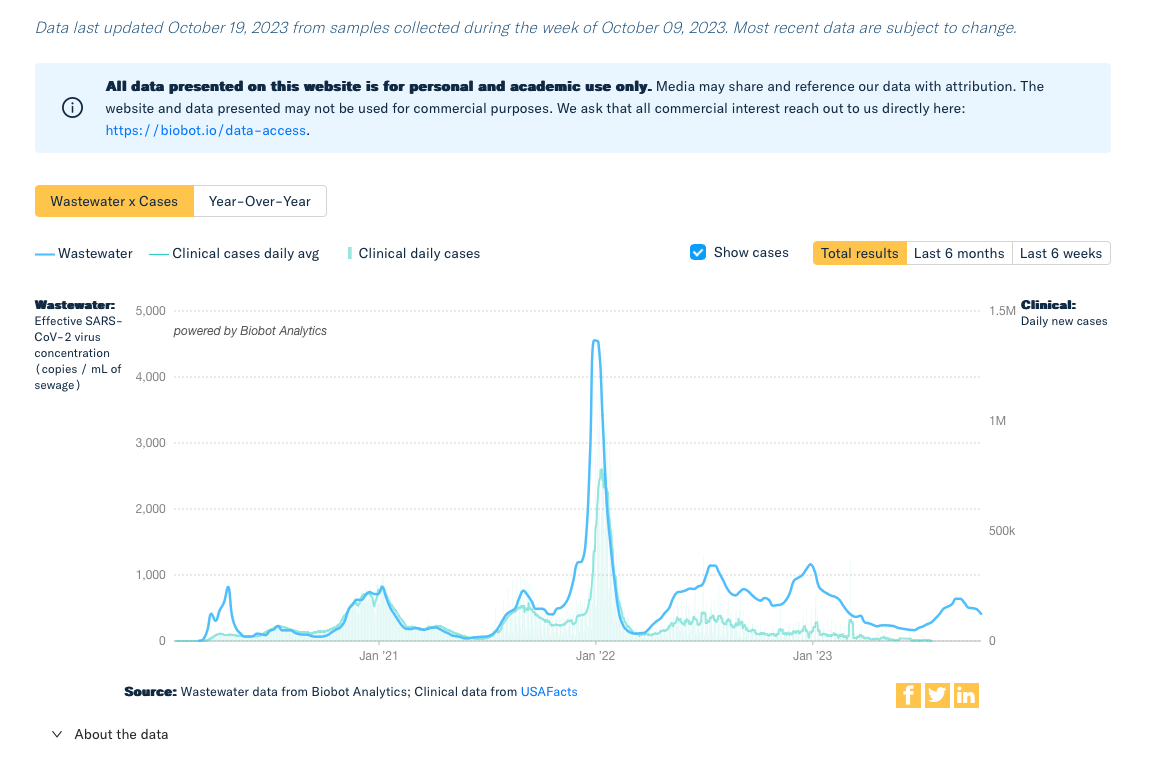 Data last updated October 19, 2023 from samples collected during the week of October 09, 2023. Most recent data are subject to change.
All data presented on this website is for personal and academic use only. Media may share and reference our data with attribution. The
website and data presented may not be used for commercial purposes. We ask that all commercial interest reach out to us directly here:
https://biobot.io/data-access.
Wastewater x Cases
Year-Over-Year
Wastewater
Clinical cases daily avg
Clinical daily cases
Show cases
Total results
Last 6 months
Last 6 weeks
Wastewater:
Effective SARS-
CoV-2 virus
concentration
(copies / mL of
sewage)
5,000
4,000
3,000
2,000
1,000
0
powered by Biobot Analytics
1.5M
1M
500k
0
Clinical:
Daily new cases
Jan '21
Jan '22
Jan '23
Source: Wastewater data from Biobot Analytics; Clinical data from USAFacts
f
in
About the data